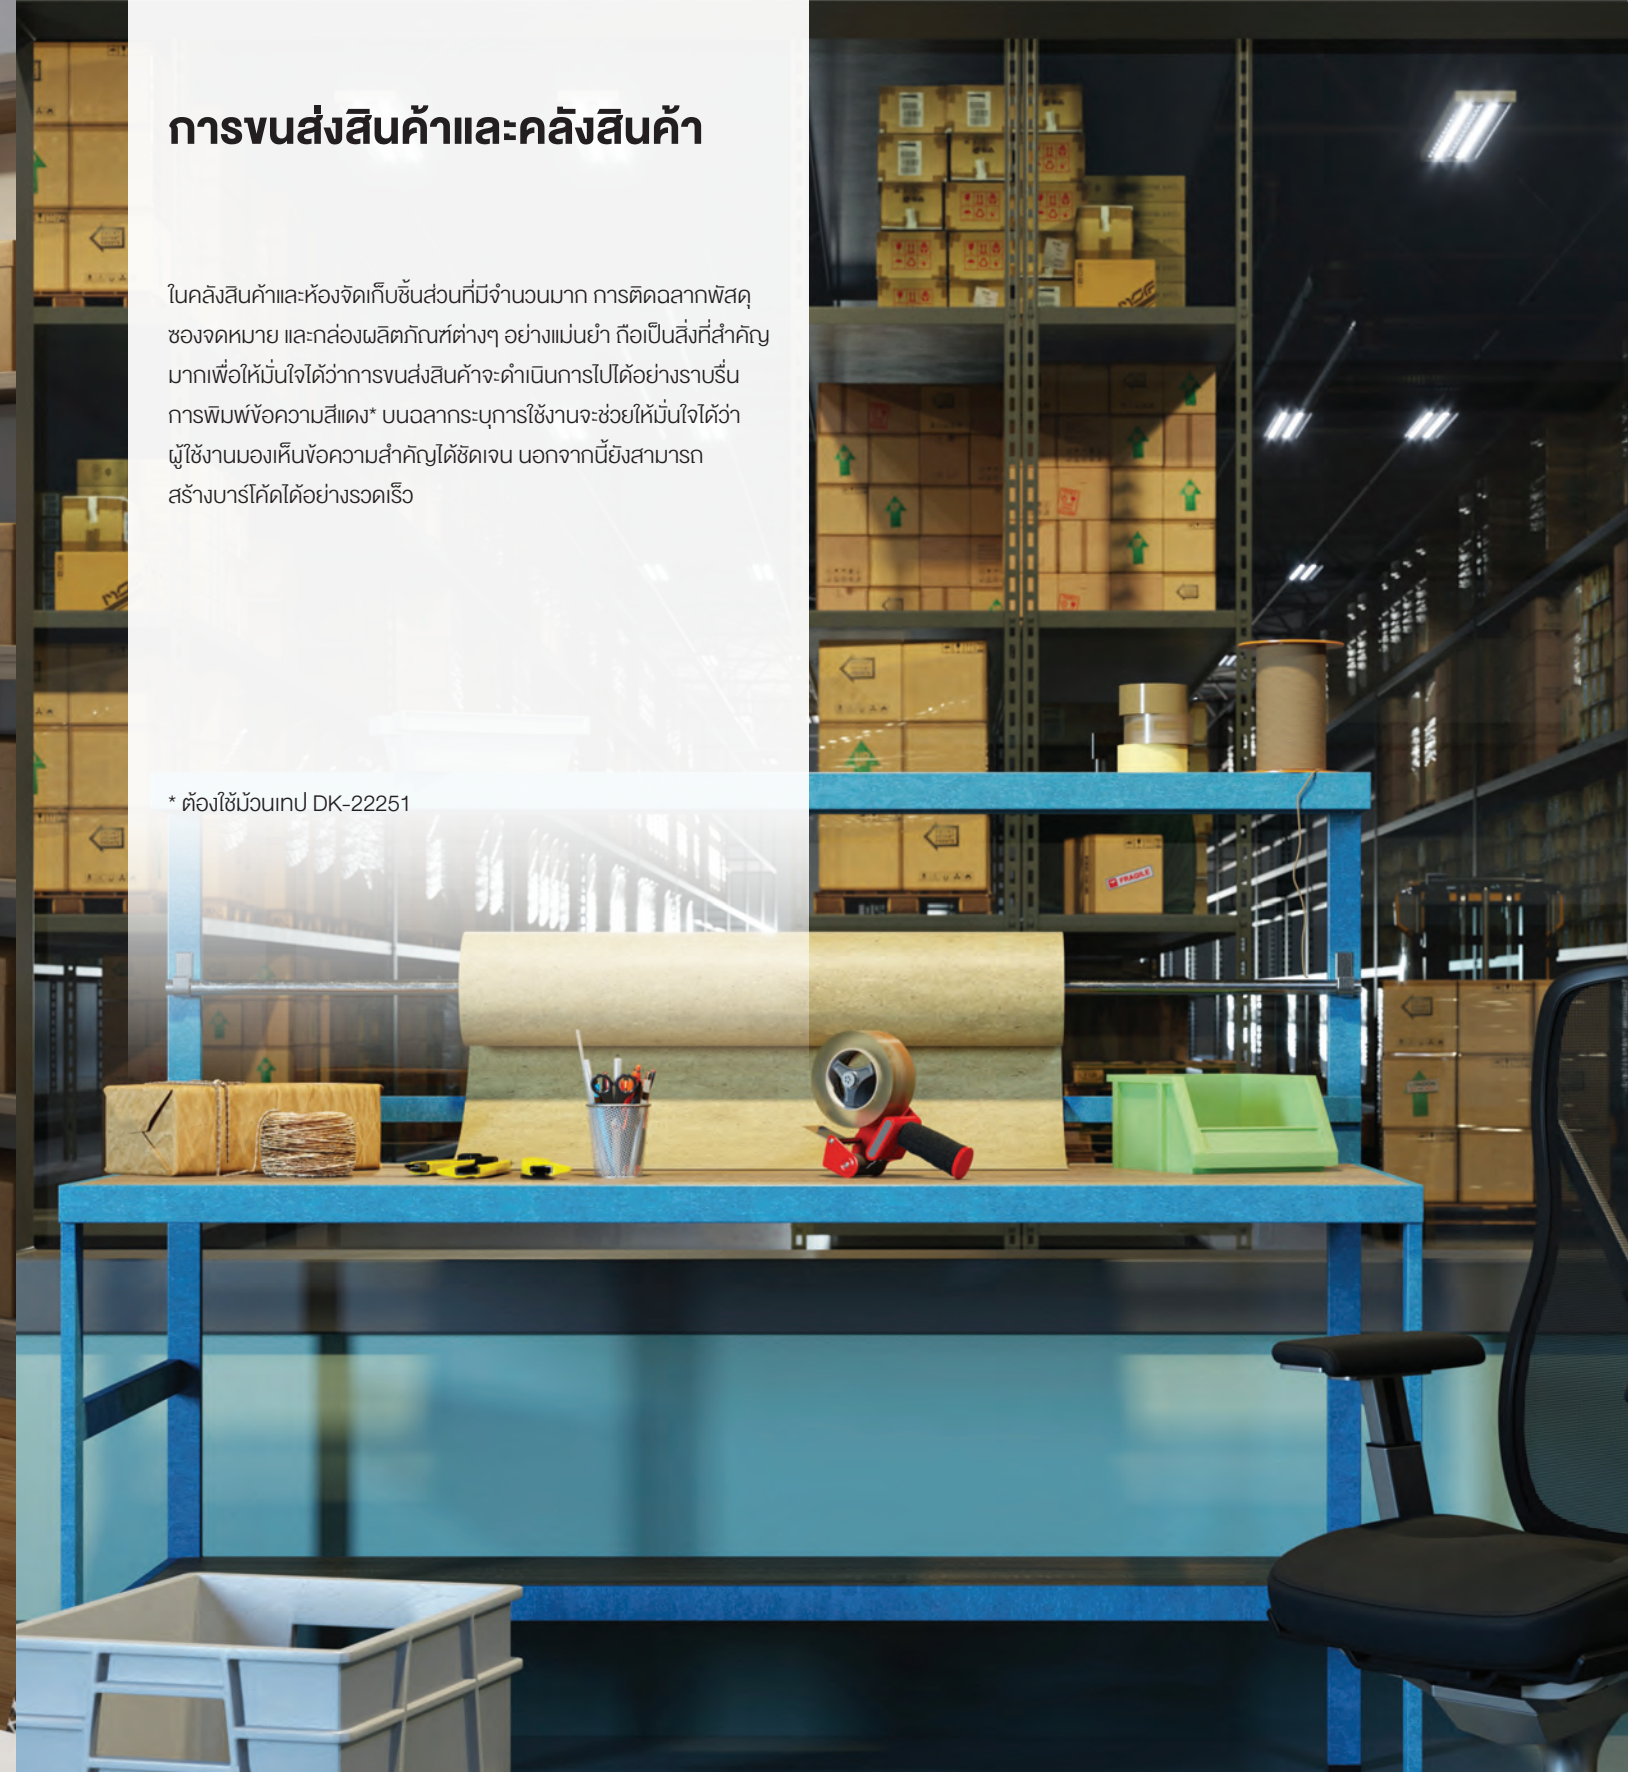 การขนส่งสินค้าและคลังสินค้า
ในคลังสินค้าและห้องจัดเก็บชิ้นส่วนที่มีจำนวนมาก การติดฉลากพัสดุ
ซองจดหมาย และกล่องผลิตภัณฑ์ต่างๆ อย่างแม่นยำ ถือเป็นสิ่งที่สำคัญ
มากเพื่อให้มั่นใจได้ว่าการขนส่งสินค้าจะดำเนินการไปได้อย่างราบรื่น
การพิมพ์ข้อความสีแดง* บนฉลากระบุการใช้งานจะช่วยให้มั่นใจได้ว่า
ผู้ใช้งานมองเห็นข้อความสำคัญได้ชัดเจน นอกจากนี้ยังสามารถ
สร้างบาร์โค้ดได้อย่างรวดเร็ว
* ต้องใช้ม้วนเทป DK-22251
FRAGILE